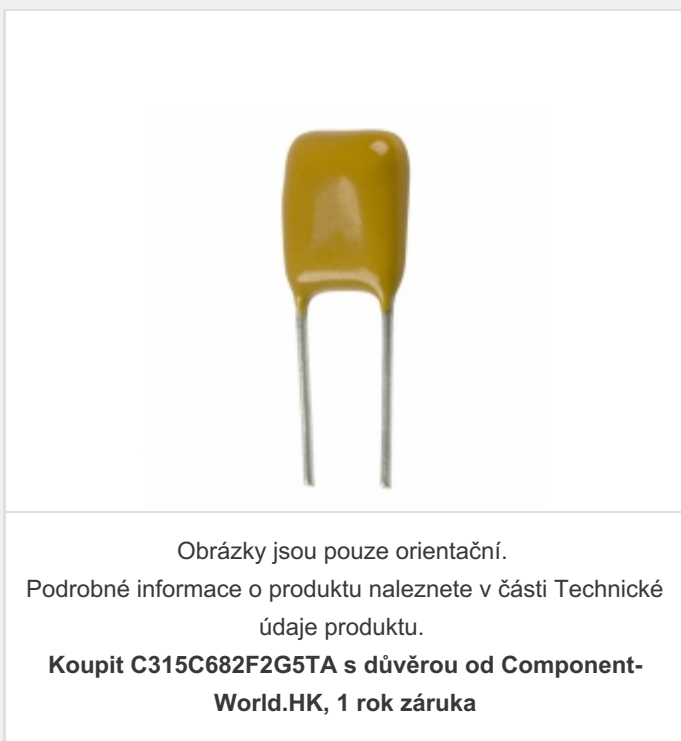 Obrázky jsou pouze orientační.
Podrobné informace o produktu naleznete v části Technické
údaje produktu.
Koupit C315C682F2G5TA s důvěrou od Component-
World.HK, 1 rok záruka